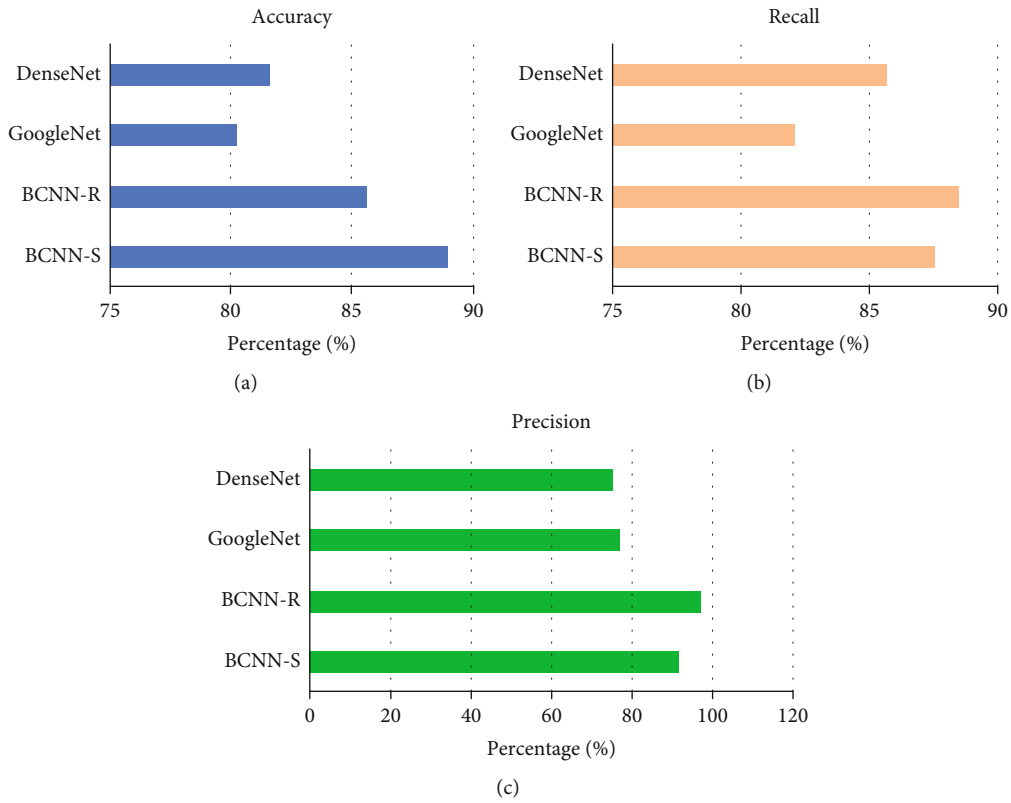 Accuracy
DenseNet
GoogleNet
BCNN-R
BCNN-S
75 80 85 90
Percentage (%)
(a)
Recall
DenseNet
GoogleNet
BCNN-R
BCNN-S
75 80 85 90
Percentage (%)
(b)
Precision
DenseNet
GoogleNet
BCNN-R
BCNN-S
0 20 40 60 80 100 120
Percentage (%)
(c)